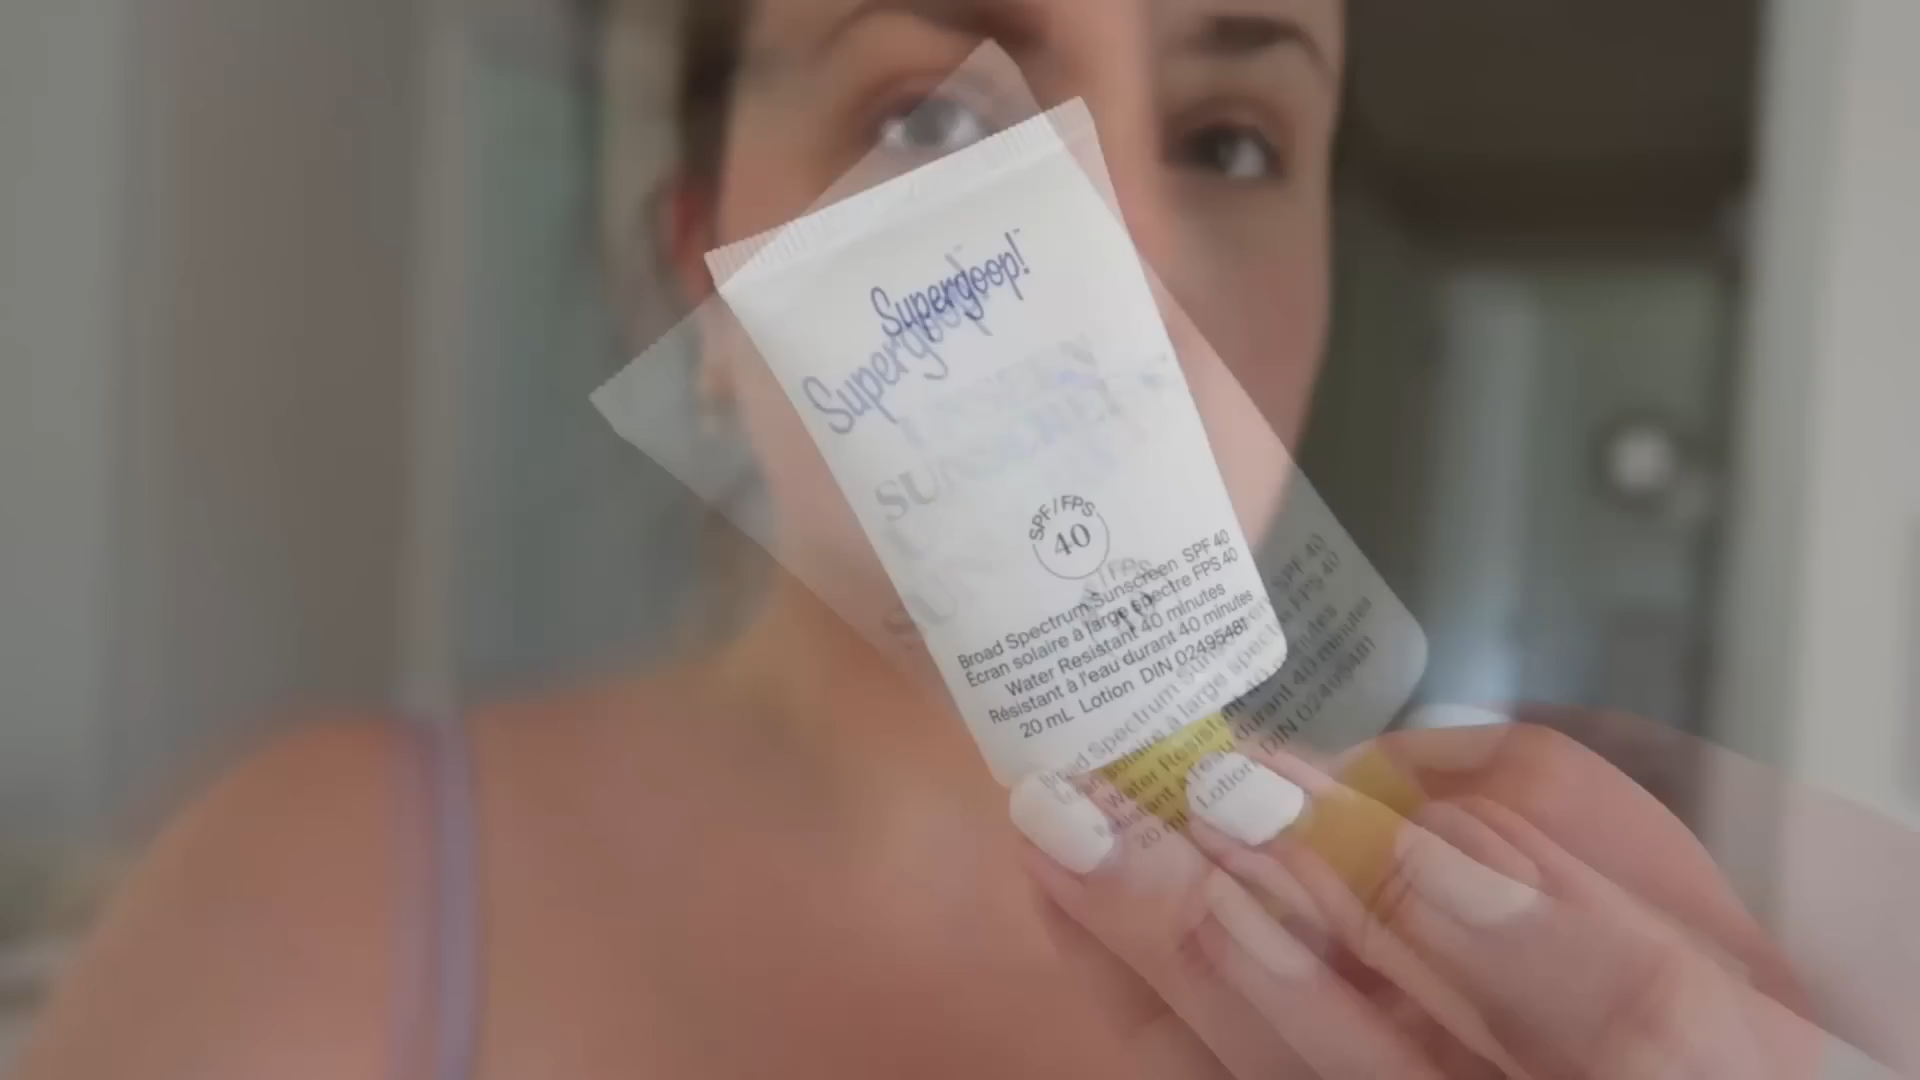 Supergoop!
SPF/FPS
40
Broad Spectrum Sunscreen SPF 40
Écran solaire à large spectre FPS 40
Water Resistant 40 minutes
Résistant à l'eau durant 40 minutes
20 mL Lotion DIN 02495481